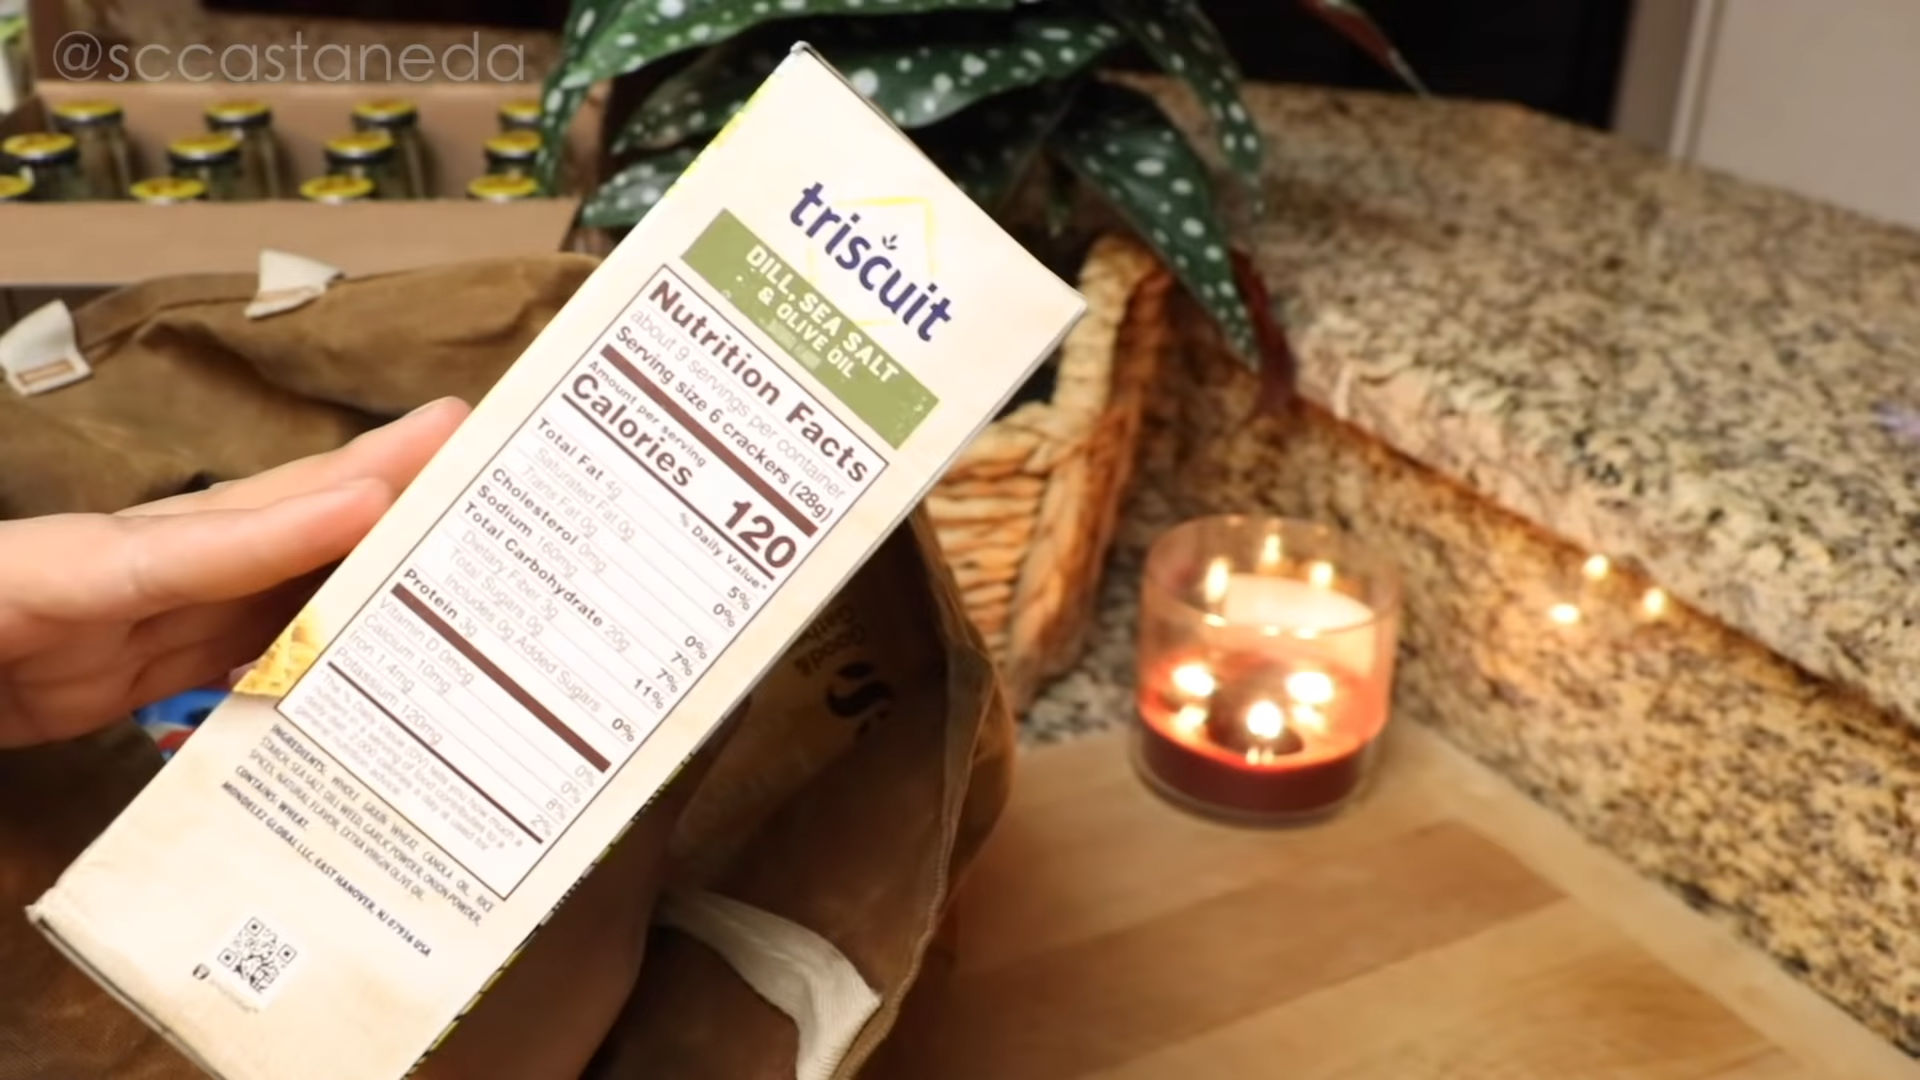 @sccastaneda
triscuit
DILL, SEA SALT
& OLIVE OIL
Nutrition Facts
about 9 servings per container
Serving size 6 crackers (28g)
Amount per serving
Calories 120
% Daily Value*
Total Fat 4g 5%
Saturated Fat 0g 0%
Trans Fat 0g
Cholesterol 0mg 0%
Sodium 160mg 7%
Total Carbohydrate 20g 7%
Dietary Fiber 3g 11%
Total Sugars 0g
Includes 0g Added Sugars 0%
Protein 3g
Vitamin D 0mcg 0%
Calcium 10mg 0%
Iron 1.4mg 8%
Potassium 120mg 2%
INGREDIENTS: WHOLE GRAIN WHEAT, CANOLA OIL, RICE
STARCH, SEA SALT, DILL WEED, GARLIC POWDER, ONION POWDER,
SPICES, NATURAL FLAVOR, EXTRA VIRGIN OLIVE OIL.
CONTAINS: WHEAT.
MONDELEZ GLOBAL LLC, EAST HANOVER, NJ 07936 USA